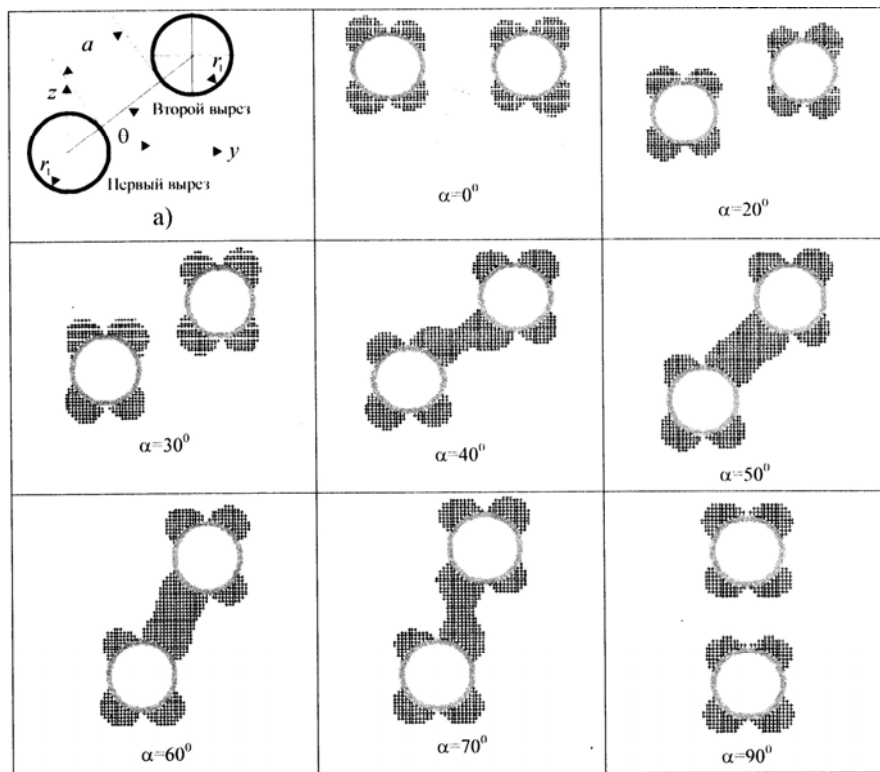 a
r₁
z
Второй вырез
θ
y
r₁
Первый вырез
а)
α=0⁰
α=20⁰
α=30⁰
α=40⁰
α=50⁰
α=60⁰
α=70⁰
α=90⁰